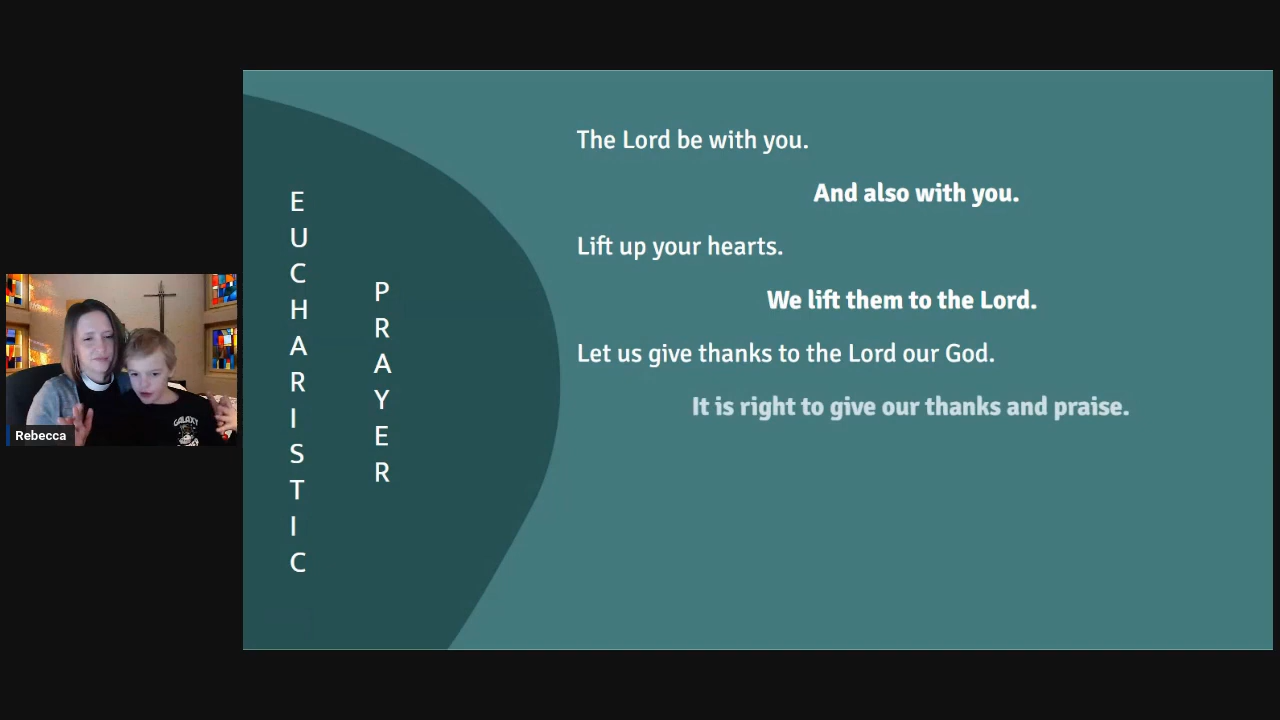 EUCHARISTIC
PRAYER
The Lord be with you.
And also with you.
Lift up your hearts.
We lift them to the Lord.
Let us give thanks to the Lord our God.
It is right to give our thanks and praise.
Rebecca
GALAXY